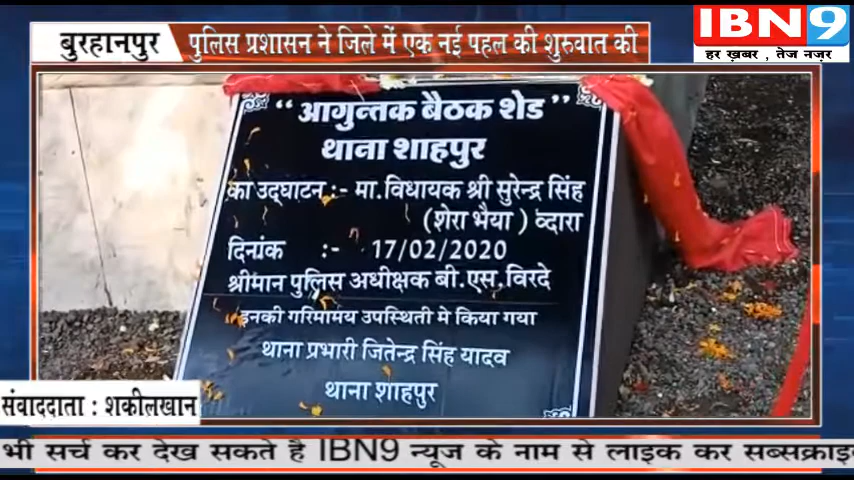 बुरहानपुर
पुलिस प्रशासन ने जिले में एक नई पहल की शुरुवात की
IBN9
हर ख़बर , तेज नज़र
“ आगुन्तक बैठक शेड ”
थाना शाहपुर
का उद्घाटन :- मा. विधायक श्री सुरेन्द्र सिंह
(शेरा भैया ) व्दारा
दिनांक :- 17/02/2020
श्रीमान पुलिस अधीक्षक बी.एस.विरदे
इनकी गरिमामय उपस्थिती मे किया गया
थाना प्रभारी जितेन्द्र सिंह यादव
थाना शाहपुर
संवाददाता : शकीलखान
भी सर्च कर देख सकते है IBN9 न्यूज के नाम से लाइक कर सब्सक्राइ